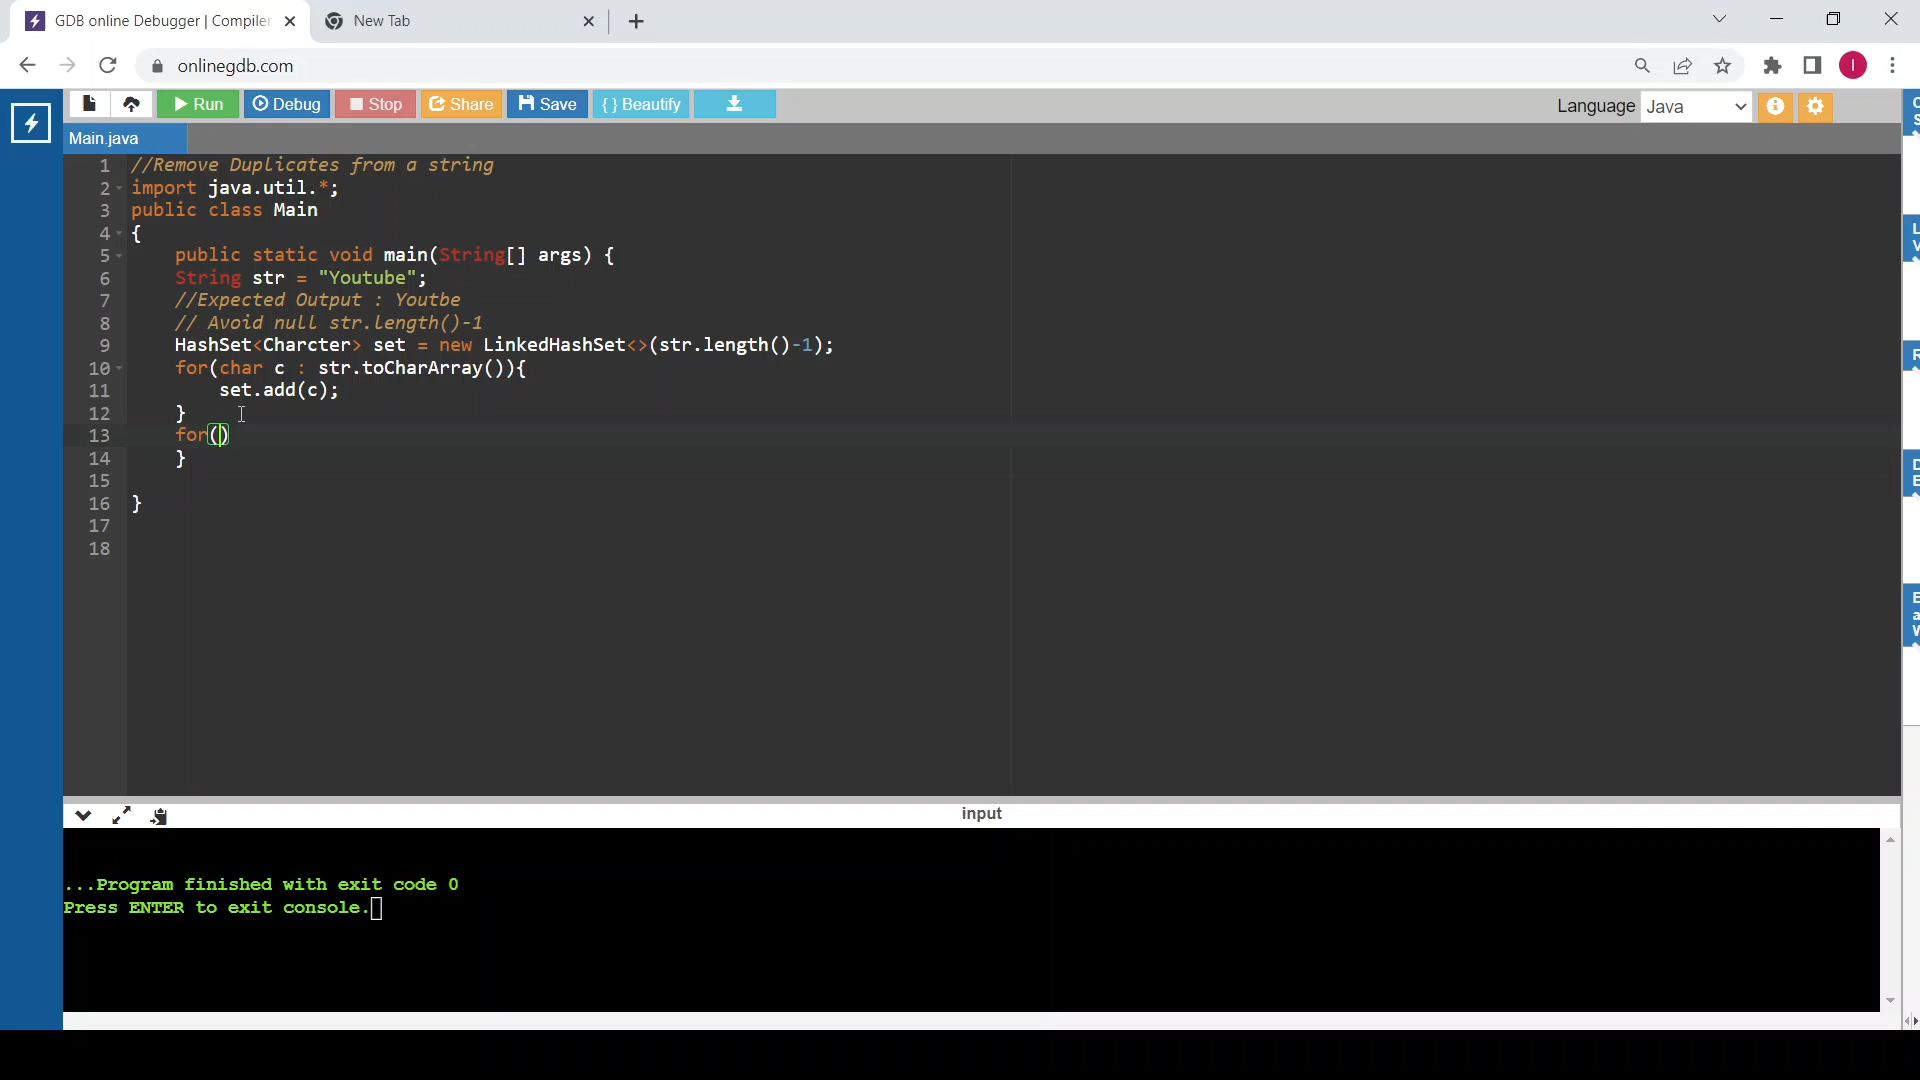 GDB online Debugger | Compiler
New Tab
onlinegdb.com
I
Run
Debug
Stop
Share
Save
{ } Beautify
Language
Java
Main.java
1 //Remove Duplicates from a string
2 import java.util.*;
3 public class Main
4 {
5 public static void main(String[] args) {
6 String str = "Youtube";
7 //Expected Output : Youtbe
8 // Avoid null str.length()-1
9 HashSet<Charcter> set = new LinkedHashSet<>(str.length()-1);
10 for(char c : str.toCharArray()){
11 set.add(c);
12 }
13 for()
14 }
15
16 }
17
18
input
...Program finished with exit code 0
Press ENTER to exit console.